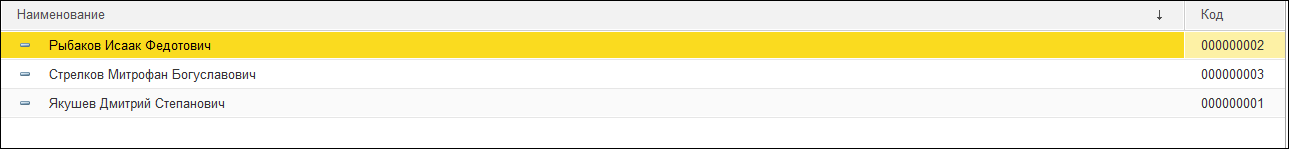 Наименование ↓ Код
Рыбаков Исаак Федотович 000000002
Стрелков Митрофан Богуславович 000000003
Якушев Дмитрий Степанович 000000001